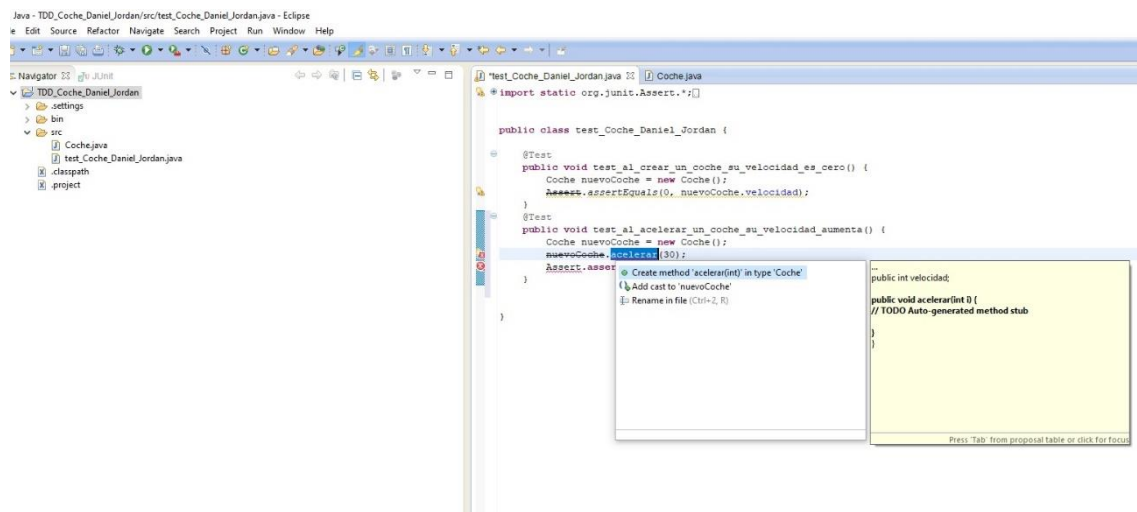 Java - TDD_Coche_Daniel_Jordan/src/test_Coche_Daniel_Jordan.java - Eclipse
le Edit Source Refactor Navigate Search Project Run Window Help
Navigator JUnit
*test_Coche_Daniel_Jordan.java Coche.java
TDD_Coche_Daniel_Jordan
.settings
bin
src
Coche.java
test_Coche_Daniel_Jordan.java
.classpath
.project
import static org.junit.Assert.*;
public class test_Coche_Daniel_Jordan {
@Test
public void test_al_crear_un_coche_su_velocidad_es_cero() {
Coche nuevoCoche = new Coche();
Assert.assertEquals(0, nuevoCoche.velocidad);
}
@Test
public void test_al_acelerar_un_coche_su_velocidad_aumenta() {
Coche nuevoCoche = new Coche();
nuevoCoche.acelerar(30);
Assert.asser
}
}
Create method 'acelerar(int)' in type 'Coche'
Add cast to 'nuevoCoche'
Rename in file (Ctrl+2, R)
...
public int velocidad;
public void acelerar(int i) {
// TODO Auto-generated method stub
}
}
Press 'Tab' from proposal table or click for focus